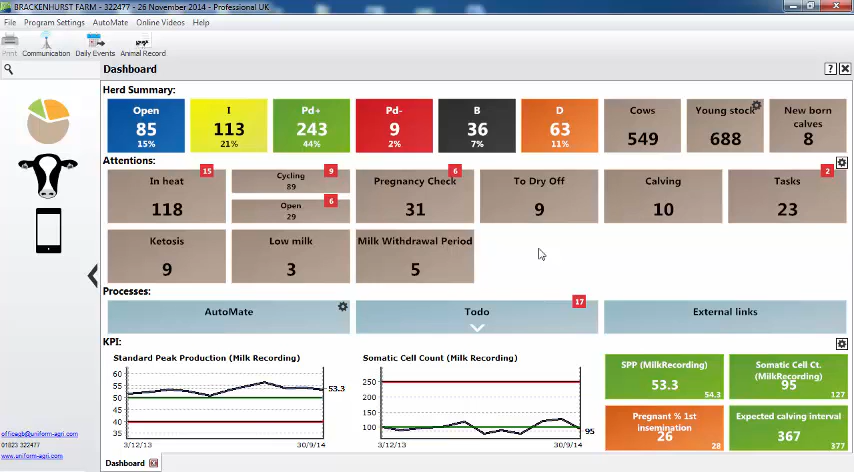 BRACKENHURST FARM - 322477 - 26 November 2014 - Professional UK
File Program Settings AutoMate Online Videos Help
Print Communication Daily Events Animal Record
Dashboard
Herd Summary:
Open I Pd+ Pd- B D Cows Young stock New born calves
85 113 243 9 36 63 549 688 8
15% 21% 44% 2% 7% 11%
Attentions:
In heat 15 Cycling 9 Pregnancy Check 6 To Dry Off Calving Tasks 2
89
Open 6
118 29 31 9 10 23
Ketosis Low milk Milk Withdrawal Period
9 3 5
Processes:
AutoMate Todo 17 External links
KPI:
Standard Peak Production (Milk Recording)
60
55
50
45
40
35
53.3
3/12/13 30/9/14
Somatic Cell Count (Milk Recording)
250
200
150
100
95
3/12/13 30/9/14
SPP (MilkRecording)
53.3
54.3
Somatic Cell Ct.
(MilkRecording)
95
127
Pregnant % 1st
insemination
26
28
Expected calving interval
367
377
officegb@uniform-agri.com
01823 322477
www.uniform-agri.com
Dashboard